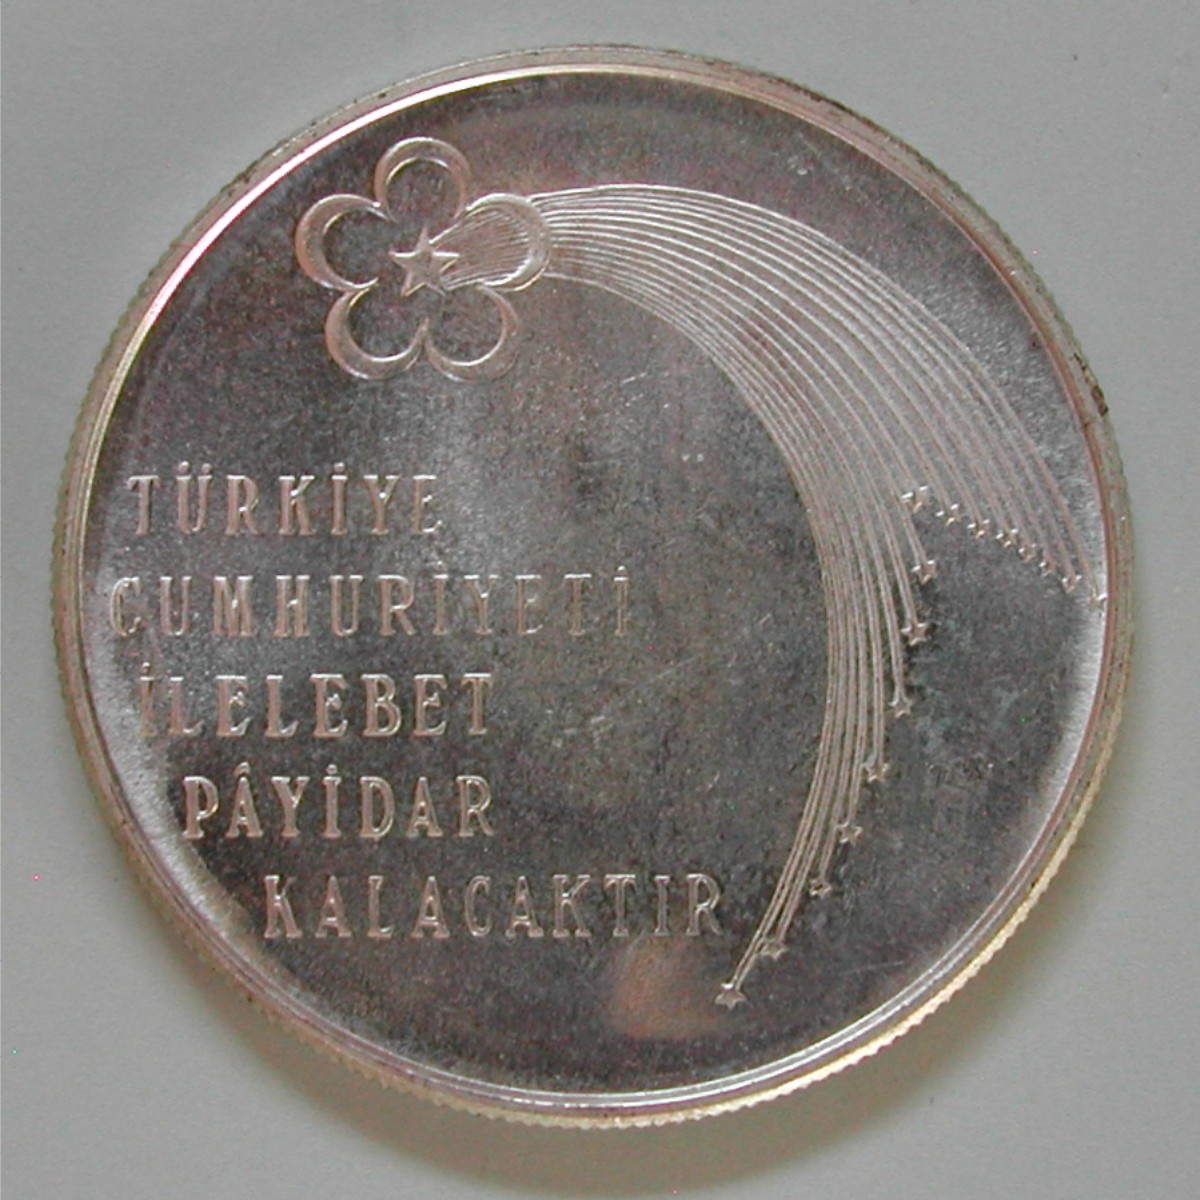 TÜRKİYE
CUMHURİYETİ
İLELEBET
PÂYİDAR
KALACAKTIR